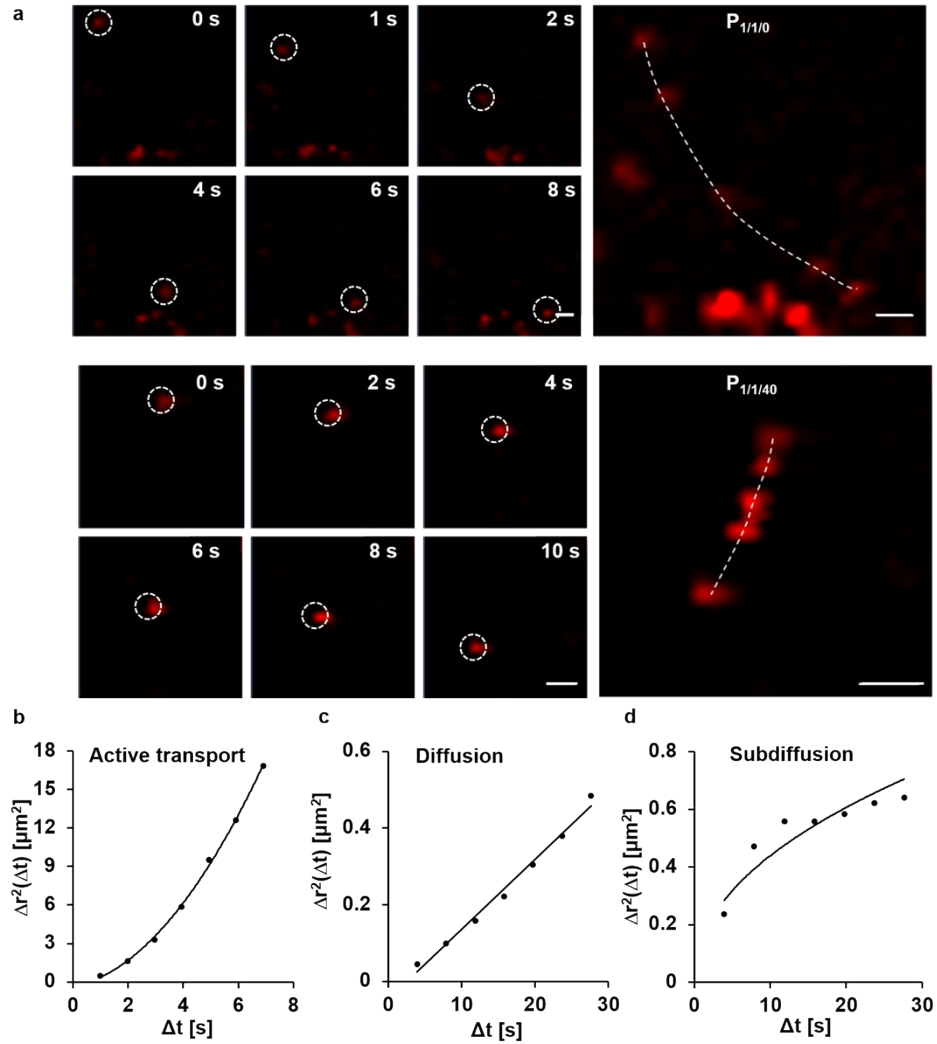 a
0 s
1 s
2 s
P1/1/0
4 s
6 s
8 s
0 s
2 s
4 s
P1/1/40
6 s
8 s
10 s
b
c
d
Active transport
Diffusion
Subdiffusion
Δr²(Δt) [µm²]
18
15
12
9
6
3
0
0
2
4
6
8
Δt [s]
Δr²(Δt) [µm²]
0.6
0.4
0.2
0
0
10
20
30
Δt [s]
Δr²(Δt) [µm²]
0.8
0.6
0.4
0.2
0
0
10
20
30
Δt [s]